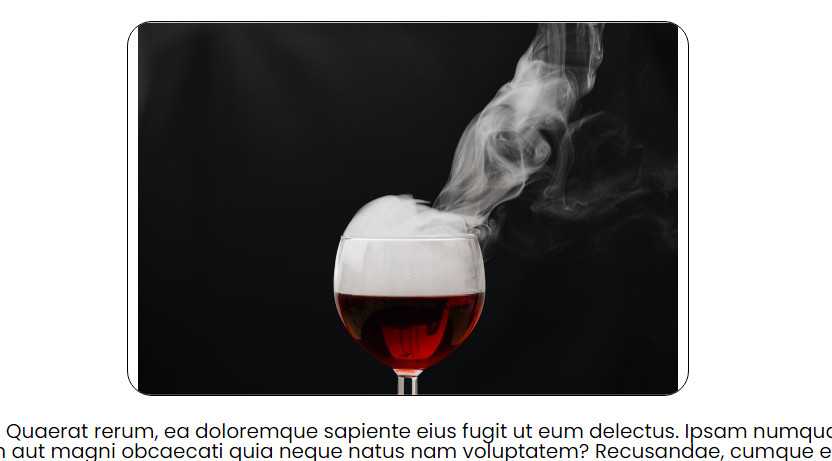 Quaerat rerum, ea doloremque sapiente eius fugit ut eum delectus. Ipsam
aut magni obcaecati quia neque natus nam voluptatem? Recusandae, cumque